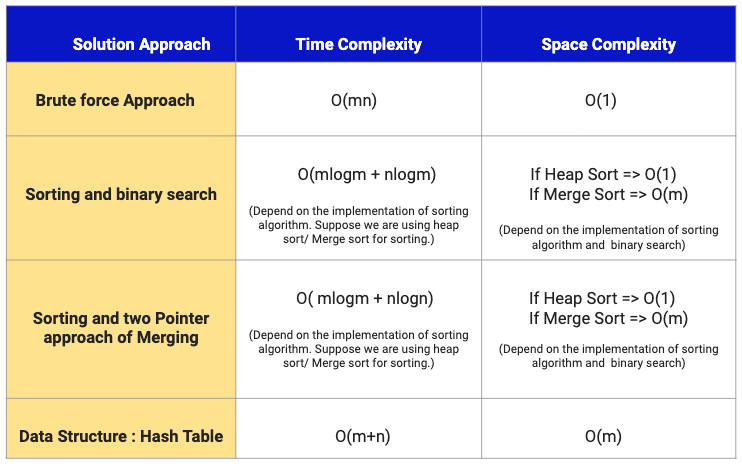 Solution Approach
Time Complexity
Space Complexity
Brute force Approach
O(mn)
O(1)
Sorting and binary search
O(mlogm + nlogm)
(Depend on the implementation of sorting
algorithm. Suppose we are using heap
sort/ Merge sort for sorting.)
If Heap Sort => O(1)
If Merge Sort => O(m)
(Depend on the implementation of sorting
algorithm and  binary search)
Sorting and two Pointer
approach of Merging
O( mlogm + nlogn)
(Depend on the implementation of sorting
algorithm. Suppose we are using heap
sort/ Merge sort for sorting.)
If Heap Sort => O(1)
If Merge Sort => O(m)
(Depend on the implementation of sorting
algorithm and  binary search)
Data Structure : Hash Table
O(m+n)
O(m)